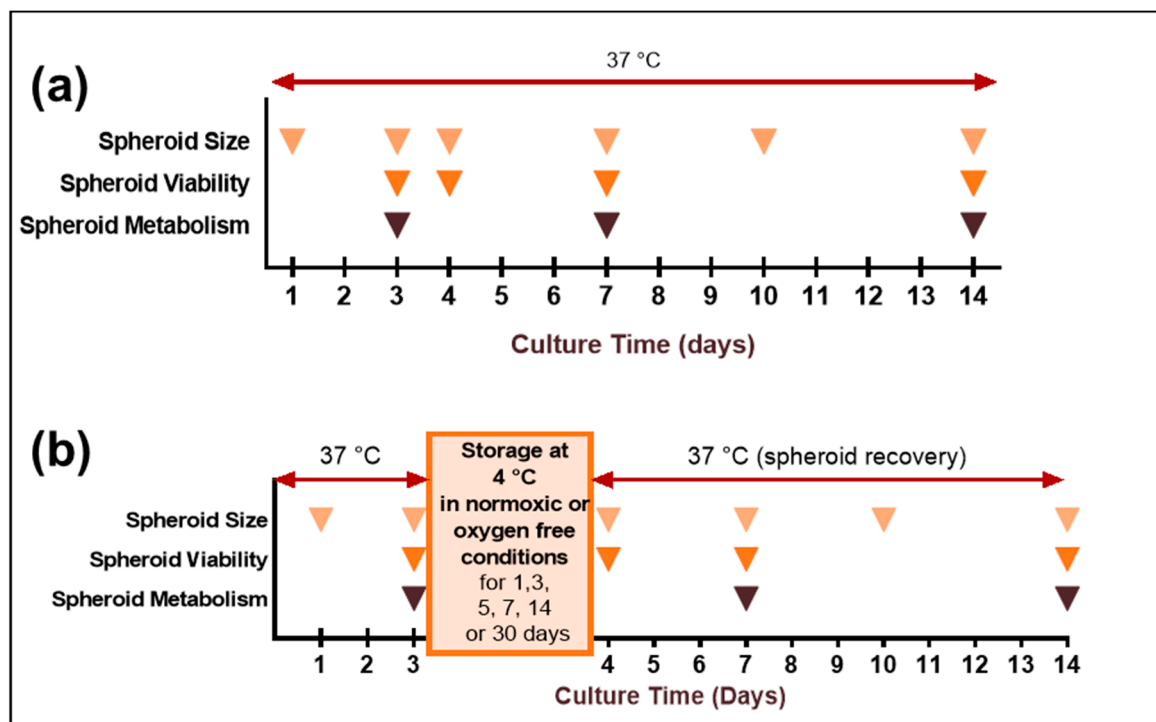 (a)
37 °C
Spheroid Size
Spheroid Viability
Spheroid Metabolism
1 2 3 4 5 6 7 8 9 10 11 12 13 14
Culture Time (days)
(b)
37 °C
Storage at
4 °C
in normoxic or
oxygen free
conditions
for 1,3,
5, 7, 14
or 30 days
37 °C (spheroid recovery)
Spheroid Size
Spheroid Viability
Spheroid Metabolism
1 2 3 4 5 6 7 8 9 10 11 12 13 14
Culture Time (Days)